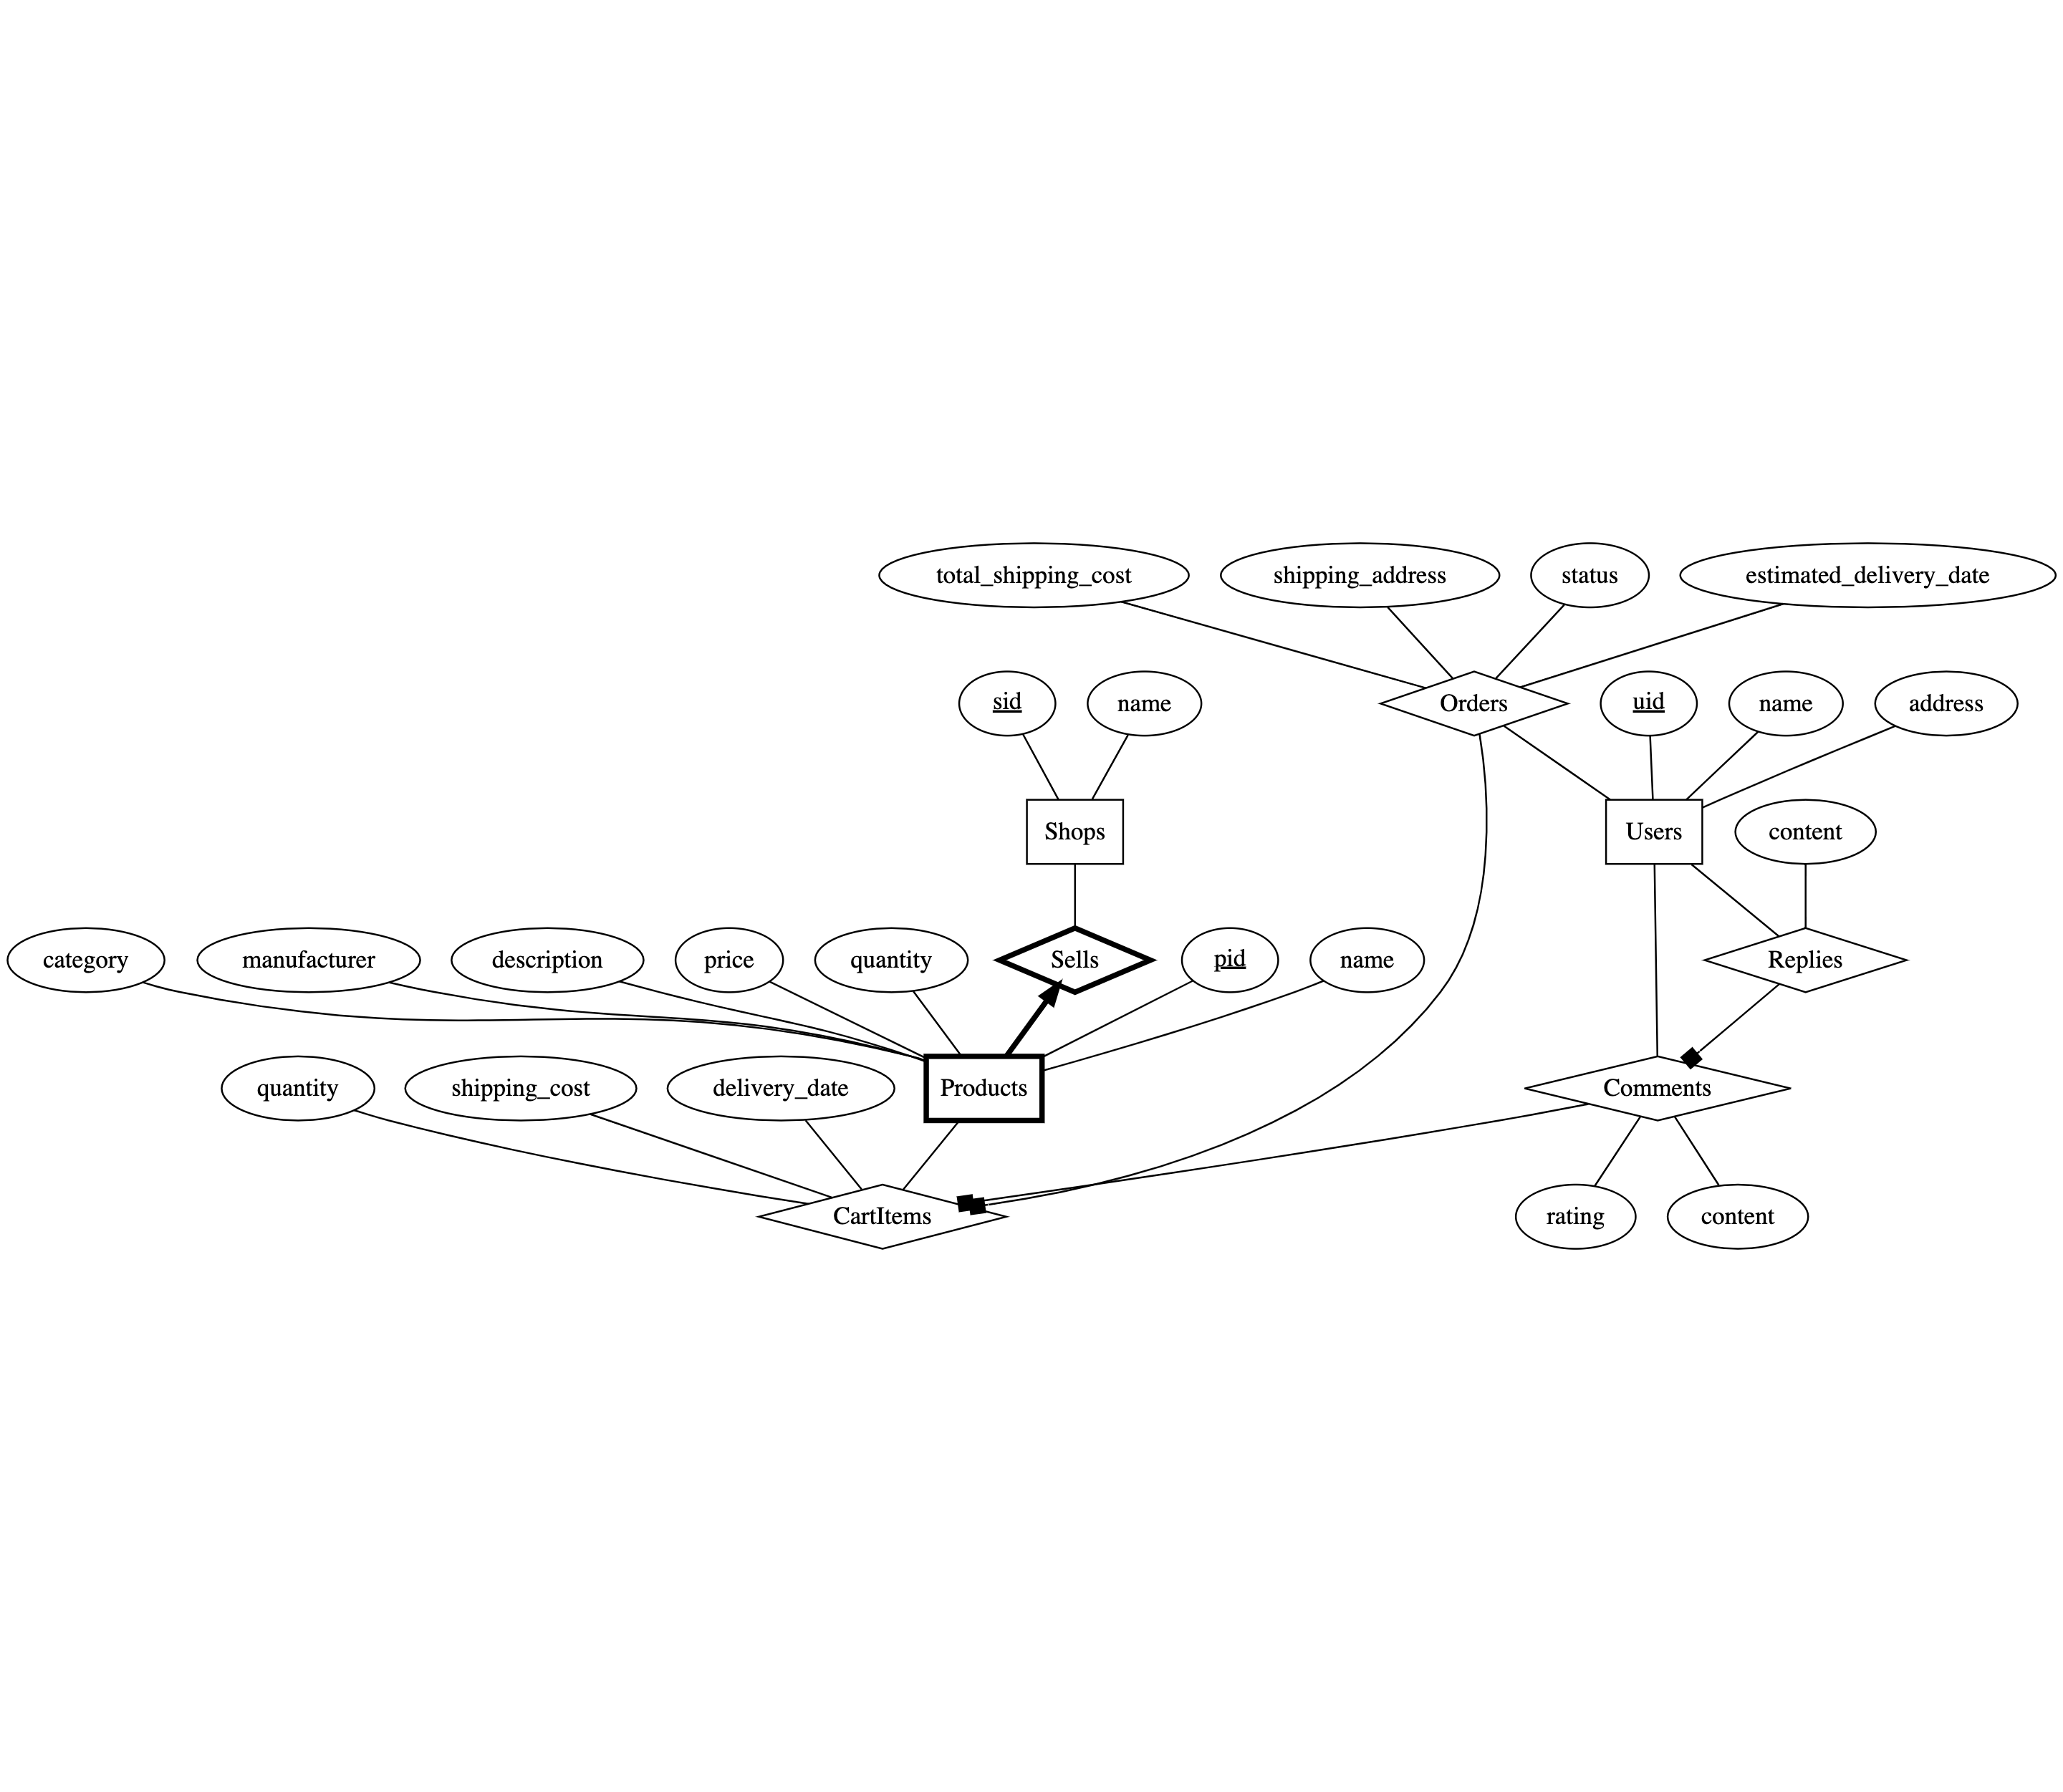 total_shipping_cost
shipping_address
status
estimated_delivery_date
sid
name
Orders
uid
name
address
Shops
Users
content
category
manufacturer
description
price
quantity
Sells
pid
name
Replies
quantity
shipping_cost
delivery_date
Products
Comments
CartItems
rating
content